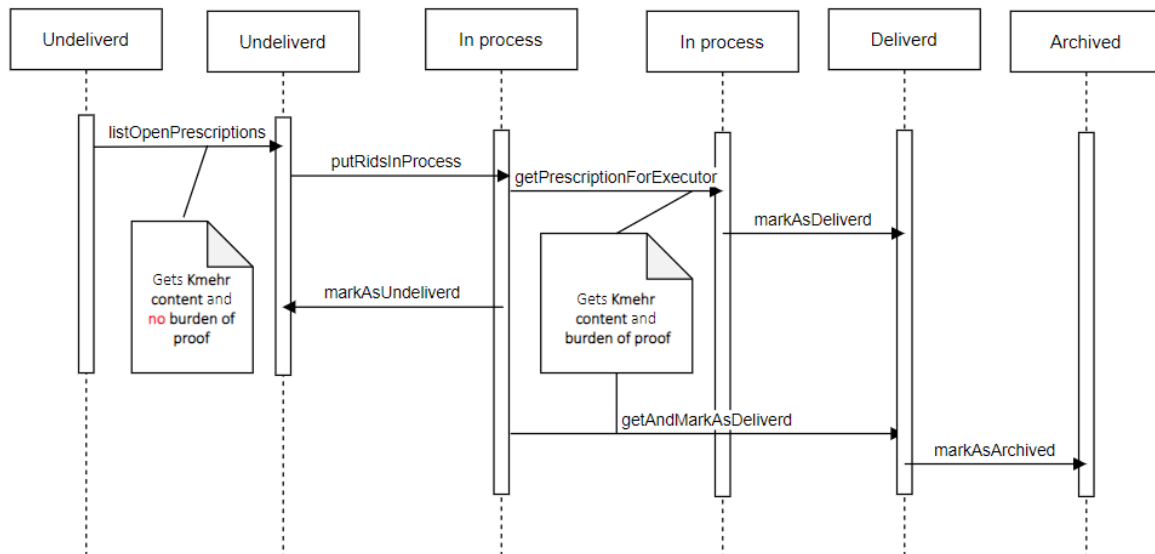 Undeliverd
Undeliverd
In process
In process
Deliverd
Archived
listOpenPrescriptions
putRidsInProcess
getPrescriptionForExecutor
markAsDeliverd
Gets Kmehr
content and
no burden of
proof
markAsUndeliverd
Gets Kmehr
content and
burden of proof
getAndMarkAsDeliverd
markAsArchived